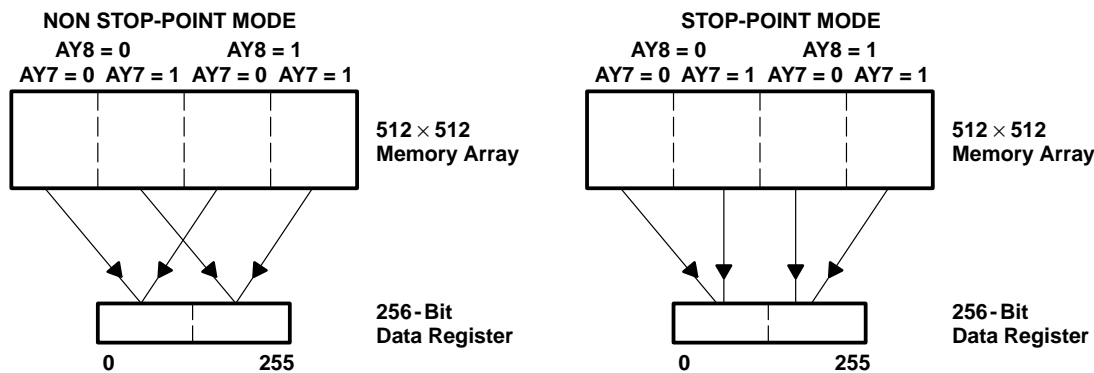 NON STOP-POINT MODE
AY8 = 0 AY8 = 1
AY7 = 0 AY7 = 1 AY7 = 0 AY7 = 1
512 × 512
Memory Array
256-Bit
Data Register
0 255
STOP-POINT MODE
AY8 = 0 AY8 = 1
AY7 = 0 AY7 = 1 AY7 = 0 AY7 = 1
512 × 512
Memory Array
256-Bit
Data Register
0 255